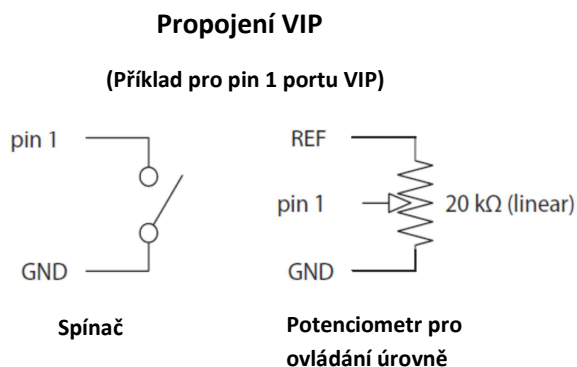 Propojení VIP
(Příklad pro pin 1 portu VIP)
pin 1
GND
Spínač
REF
pin 1
20 kΩ (linear)
GND
Potenciometr pro
ovládání úrovně